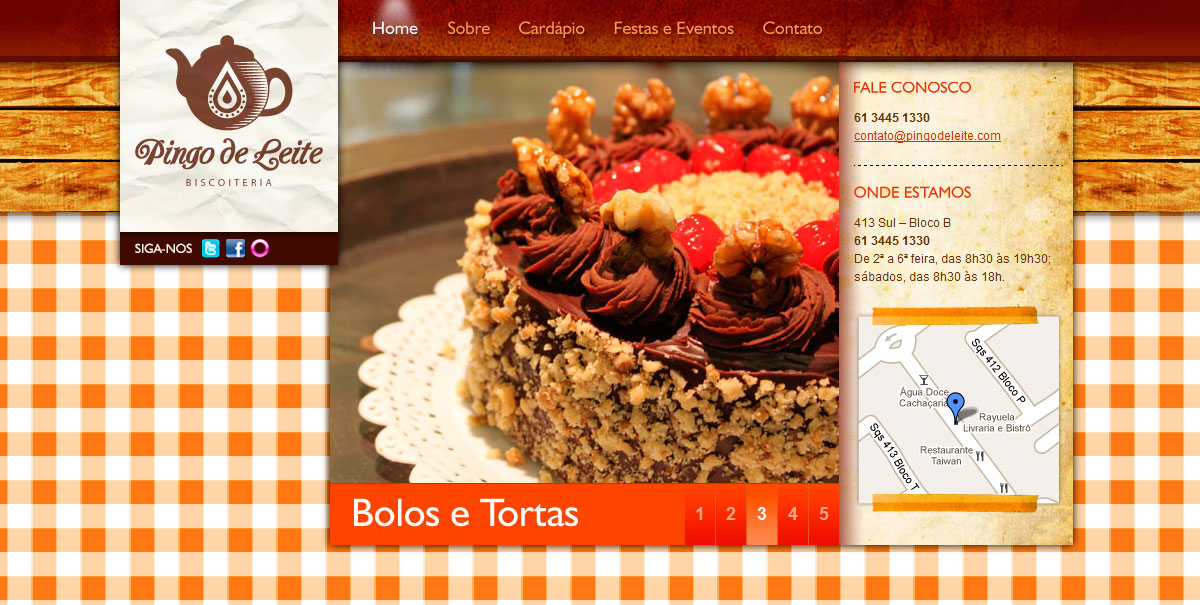 Home Sobre Cardápio Festas e Eventos Contato
Pingo de Leite
BISCOITERIA
SIGA-NOS
FALE CONOSCO
61 3445 1330
contato@pingodeleite.com
ONDE ESTAMOS
413 Sul – Bloco B
61 3445 1330
De 2ª a 6ª feira, das 8h30 às 19h30;
sábados, das 8h30 às 18h.
Sqs 412 Bloco P
Água Doce
Cachaçaria
Rayuela
Livraria e Bistrô
Restaurante
Taiwan
Sqs 413 Bloco T
Bolos e Tortas
1 2 3 4 5